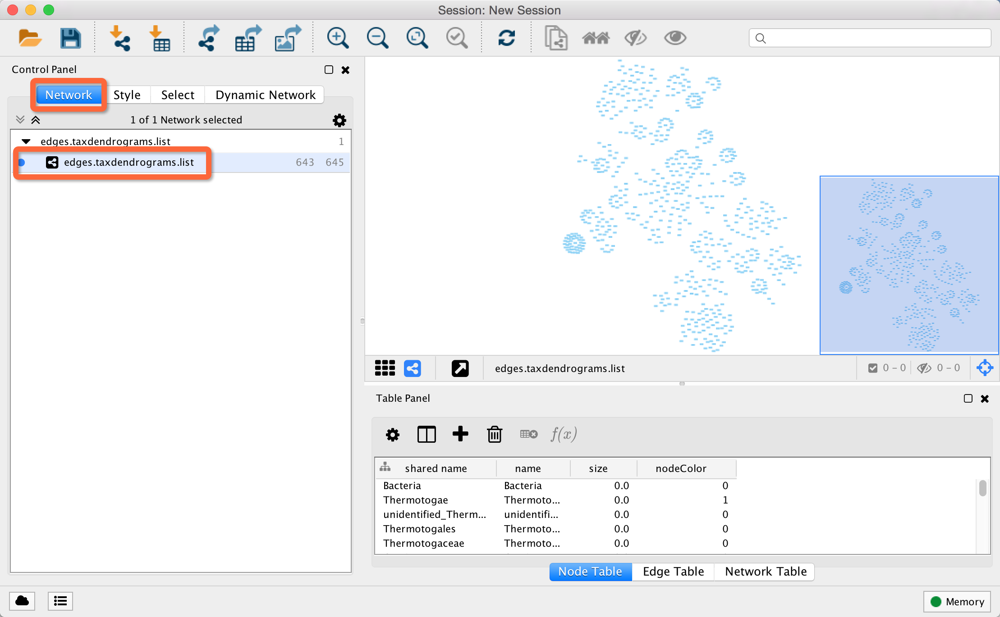 Session: New Session
Control Panel
Network Style Select Dynamic Network
1 of 1 Network selected
edges.taxdendrograms.list 1
edges.taxdendrograms.list 643 645
edges.taxdendrograms.list 0 – 0 0 – 0
Table Panel
f(x)
shared name name size nodeColor
Bacteria Bacteria 0.0 0
Thermotogae Thermoto... 0.0 1
unidentified_Therm... unidentifi... 0.0 0
Thermotogales Thermoto... 0.0 0
Thermotogaceae Thermoto... 0.0 0
Node Table Edge Table Network Table
Memory